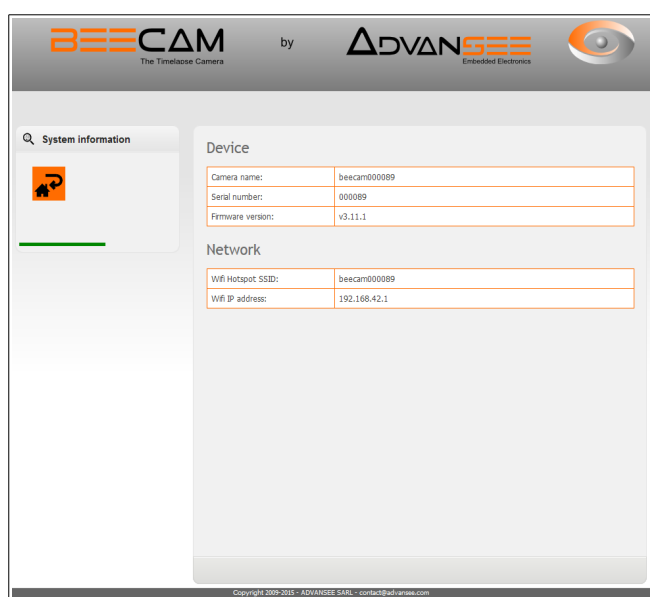 BEECAM by ADVANSEE
The Timelapse Camera Embedded Electronics
System information
Device
Camera name: beecam000089
Serial number: 000089
Firmware version: v3.11.1
Network
Wifi Hotspot SSID: beecam000089
Wifi IP address: 192.168.42.1
Copyright 2009-2015 - ADVANSEE SARL - contact@advansee.com